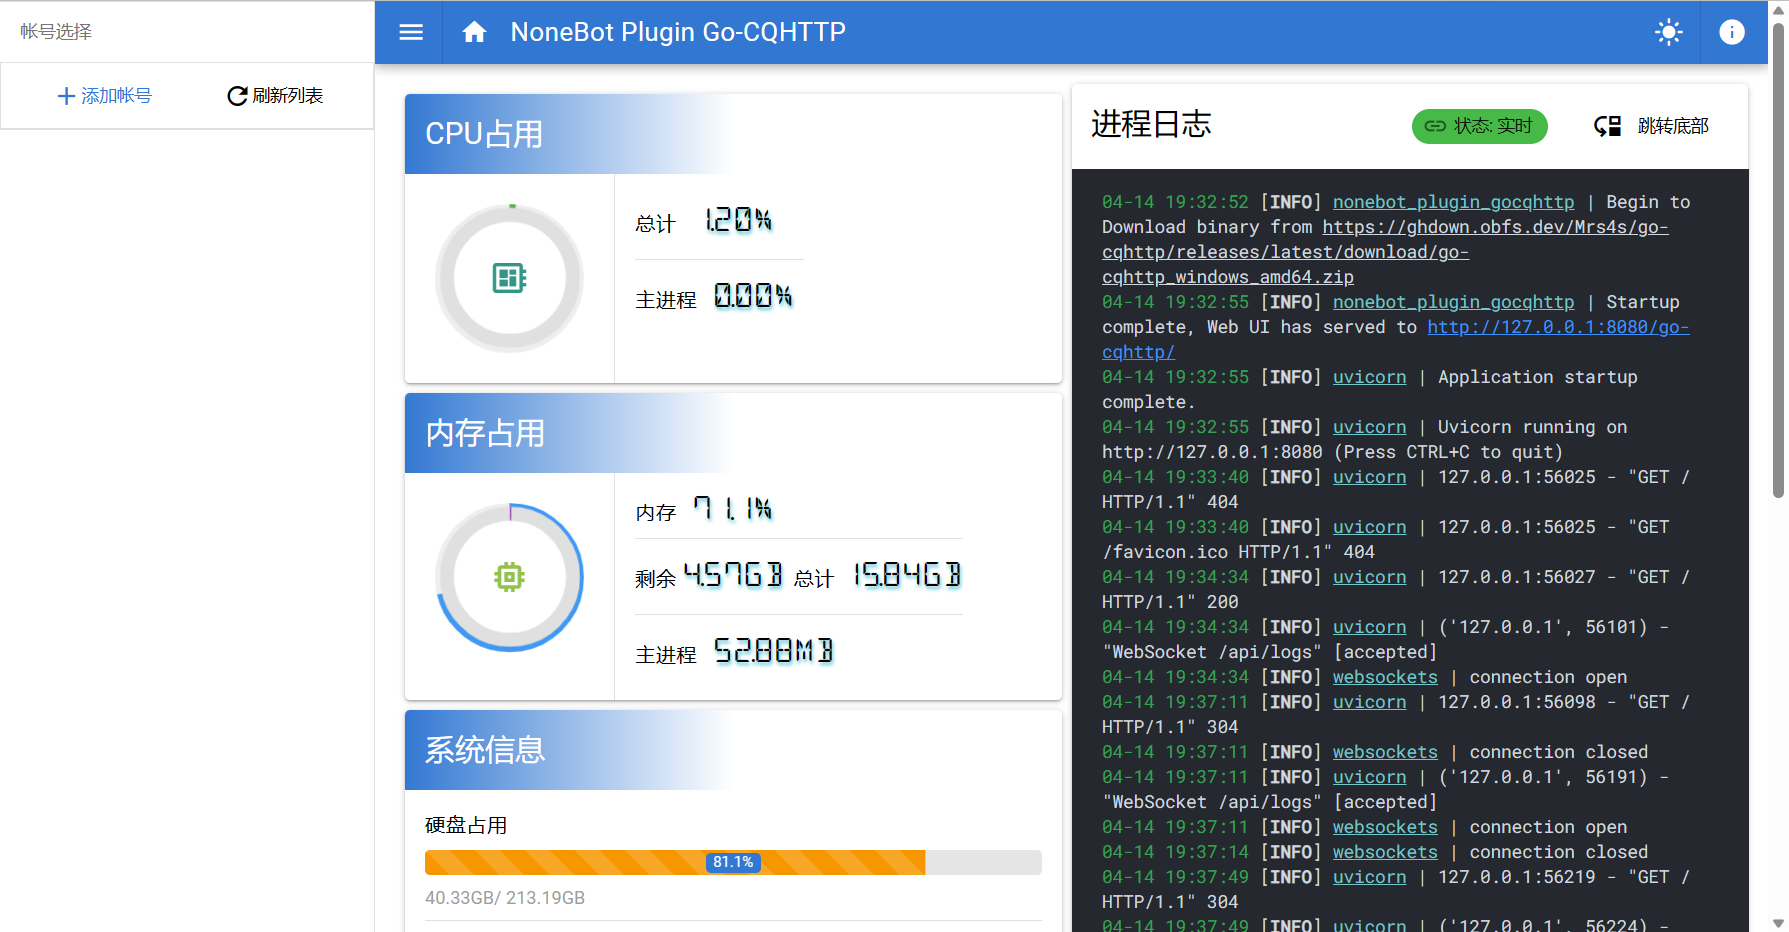 帐号选择
添加帐号
刷新列表
NoneBot Plugin Go-CQHTTP
CPU占用
总计 1.20%
主进程 0.00%
内存占用
内存 71.1%
剩余 4.57GB 总计 15.84GB
主进程 52.88MB
系统信息
硬盘占用
81.1%
40.33GB/ 213.19GB
进程日志
状态: 实时
跳转底部
04-14 19:32:52 [INFO] nonebot_plugin_gocqhttp | Begin to
Download binary from https://ghdown.obfs.dev/Mrs4s/go-
cqhttp/releases/latest/download/go-
cqhttp_windows_amd64.zip
04-14 19:32:55 [INFO] nonebot_plugin_gocqhttp | Startup
complete, Web UI has served to http://127.0.0.1:8080/go-
cqhttp/
04-14 19:32:55 [INFO] uvicorn | Application startup
complete.
04-14 19:32:55 [INFO] uvicorn | Uvicorn running on
http://127.0.0.1:8080 (Press CTRL+C to quit)
04-14 19:33:40 [INFO] uvicorn | 127.0.0.1:56025 - "GET /
HTTP/1.1" 404
04-14 19:33:40 [INFO] uvicorn | 127.0.0.1:56025 - "GET
/favicon.ico HTTP/1.1" 404
04-14 19:34:34 [INFO] uvicorn | 127.0.0.1:56027 - "GET /
HTTP/1.1" 200
04-14 19:34:34 [INFO] uvicorn | ('127.0.0.1', 56101) -
"WebSocket /api/logs" [accepted]
04-14 19:34:34 [INFO] websockets | connection open
04-14 19:37:11 [INFO] uvicorn | 127.0.0.1:56098 - "GET /
HTTP/1.1" 304
04-14 19:37:11 [INFO] websockets | connection closed
04-14 19:37:11 [INFO] uvicorn | ('127.0.0.1', 56191) -
"WebSocket /api/logs" [accepted]
04-14 19:37:11 [INFO] websockets | connection open
04-14 19:37:14 [INFO] websockets | connection closed
04-14 19:37:49 [INFO] uvicorn | 127.0.0.1:56219 - "GET /
HTTP/1.1" 304
04-14 19:37:49 [INFO] uvicorn | ('127.0.0.1', 56224) -